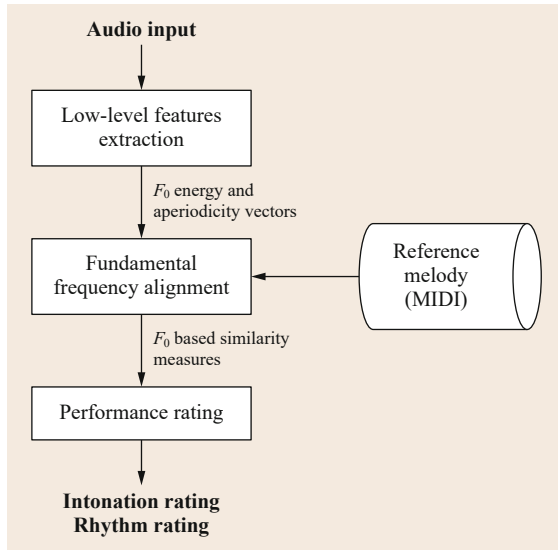 Audio input
Low-level features
extraction
F0 energy and
aperiodicity vectors
Fundamental
frequency alignment
Reference
melody
(MIDI)
F0 based similarity
measures
Performance rating
Intonation rating
Rhythm rating